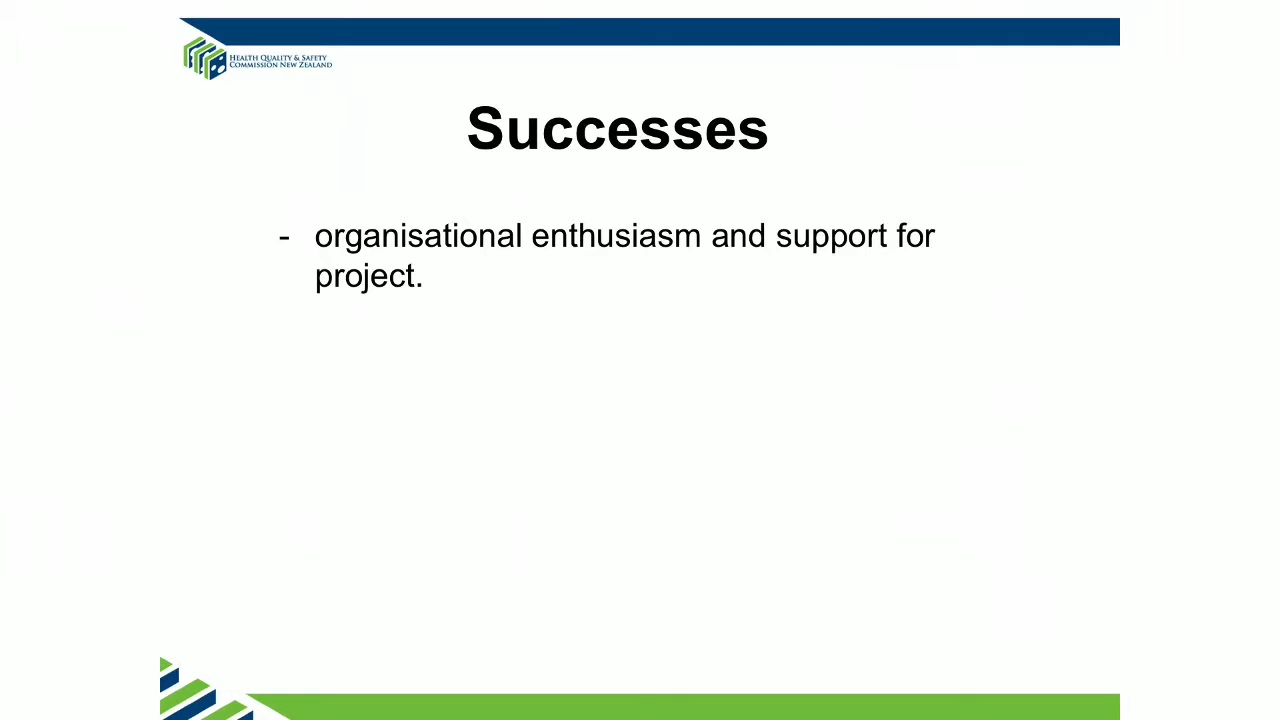 HEALTH QUALITY & SAFETY
COMMISSION NEW ZEALAND
Successes
- organisational enthusiasm and support for
project.